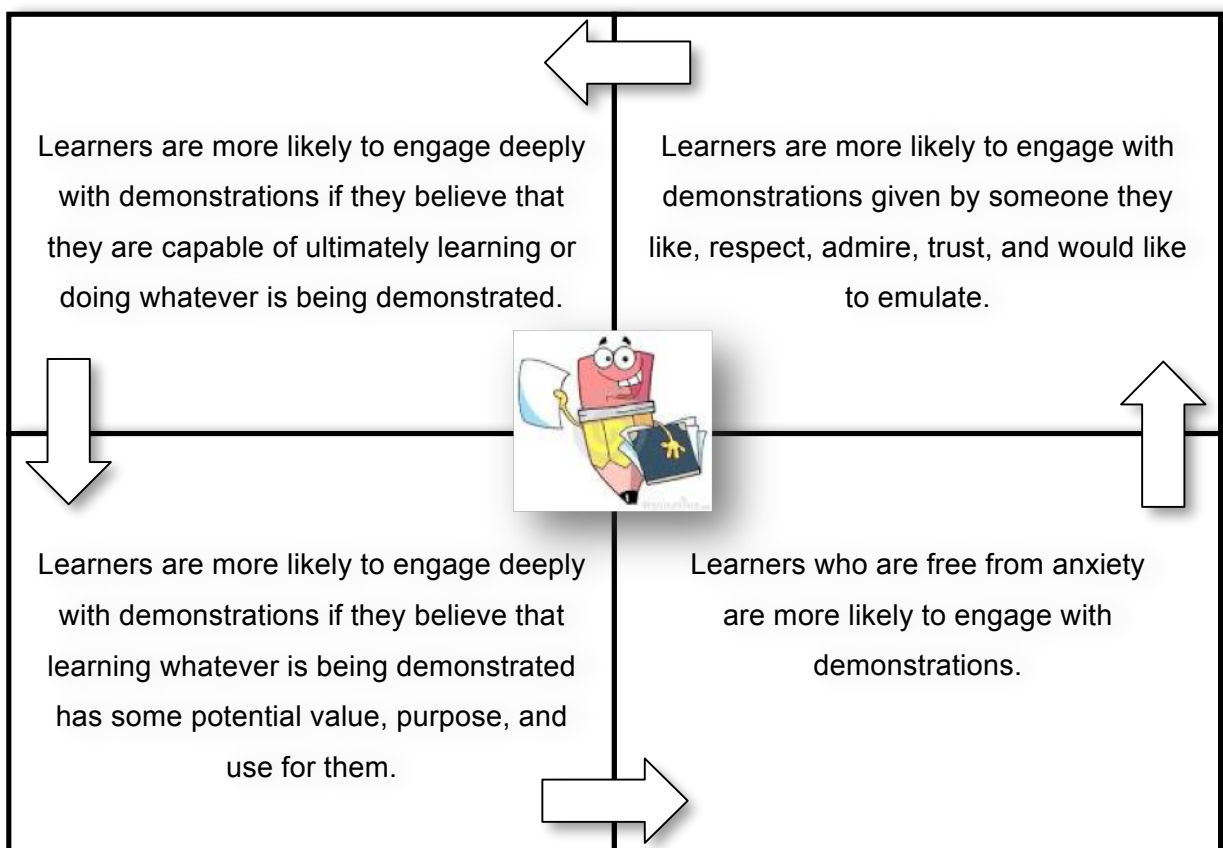 Learners are more likely to engage deeply
with demonstrations if they believe that
they are capable of ultimately learning or
doing whatever is being demonstrated.
Learners are more likely to engage with
demonstrations given by someone they
like, respect, admire, trust, and would like
to emulate.
Learners are more likely to engage deeply
with demonstrations if they believe that
learning whatever is being demonstrated
has some potential value, purpose, and
use for them.
Learners who are free from anxiety
are more likely to engage with
demonstrations.